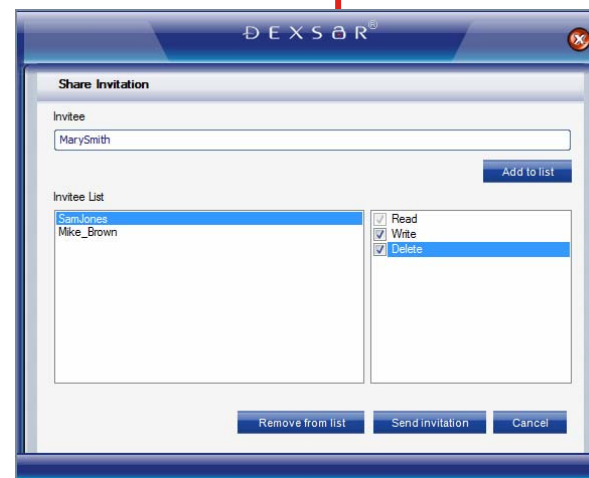 DEXSAR®
Share Invitation
Invitee
MarySmith
Add to list
Invitee List
SamJones
Mike_Brown
Read
Write
Delete
Remove from list
Send invitation
Cancel